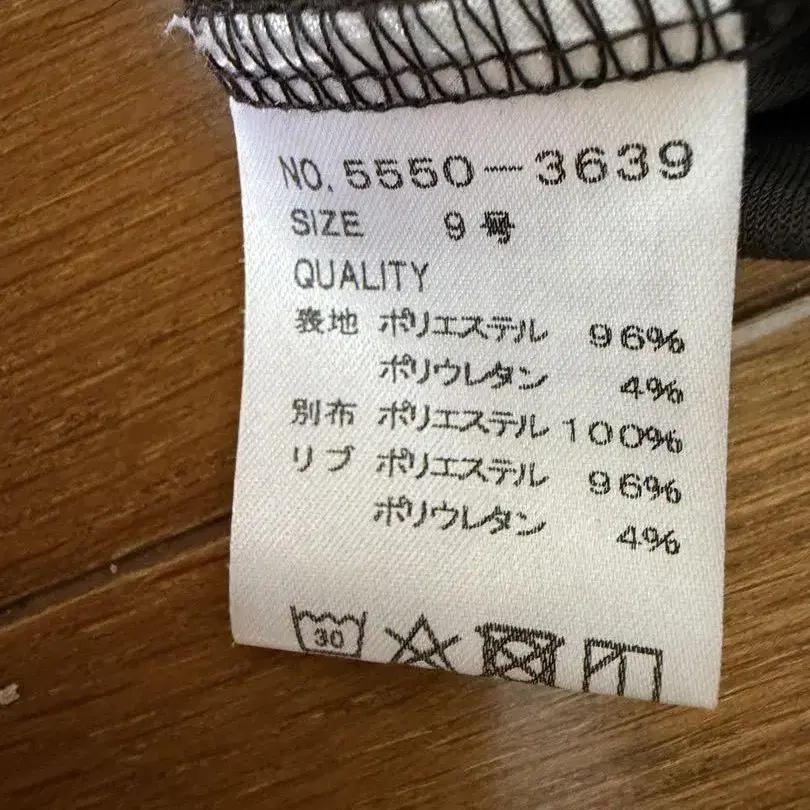 NO. 5550-3639
SIZE 9号
QUALITY
表地 ポリエステル 96%
ポリウレタン 4%
別布 ポリエステル 100%
リブ ポリエステル 96%
ポリウレタン 4%
30